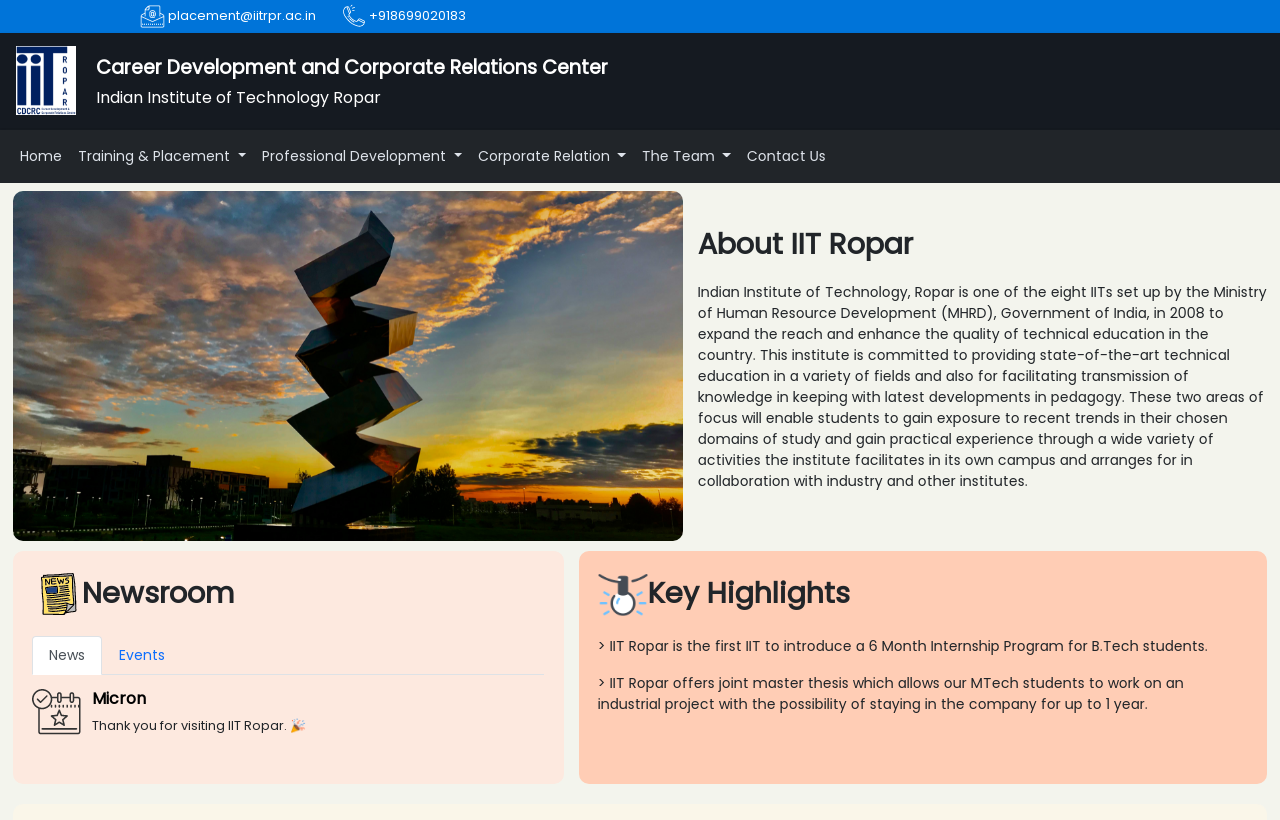 placement@iitrpr.ac.in +918699020183
IIT ROPAR
CDCRC
Career Development and Corporate Relations Center
Indian Institute of Technology Ropar
Home Training & Placement Professional Development Corporate Relation The Team Contact Us
About IIT Ropar
Indian Institute of Technology, Ropar is one of the eight IITs set up by the Ministry
of Human Resource Development (MHRD), Government of India, in 2008 to
expand the reach and enhance the quality of technical education in the
country. This institute is committed to providing state-of-the-art technical
education in a variety of fields and also for facilitating transmission of
knowledge in keeping with latest developments in pedagogy. These two areas of
focus will enable students to gain exposure to recent trends in their chosen
domains of study and gain practical experience through a wide variety of
activities the institute facilitates in its own campus and arranges for in
collaboration with industry and other institutes.
NEWS
Newsroom
News Events
Micron
Thank you for visiting IIT Ropar. 🎉
Key Highlights
> IIT Ropar is the first IIT to introduce a 6 Month Internship Program for B.Tech students.
> IIT Ropar offers joint master thesis which allows our MTech students to work on an
industrial project with the possibility of staying in the company for up to 1 year.